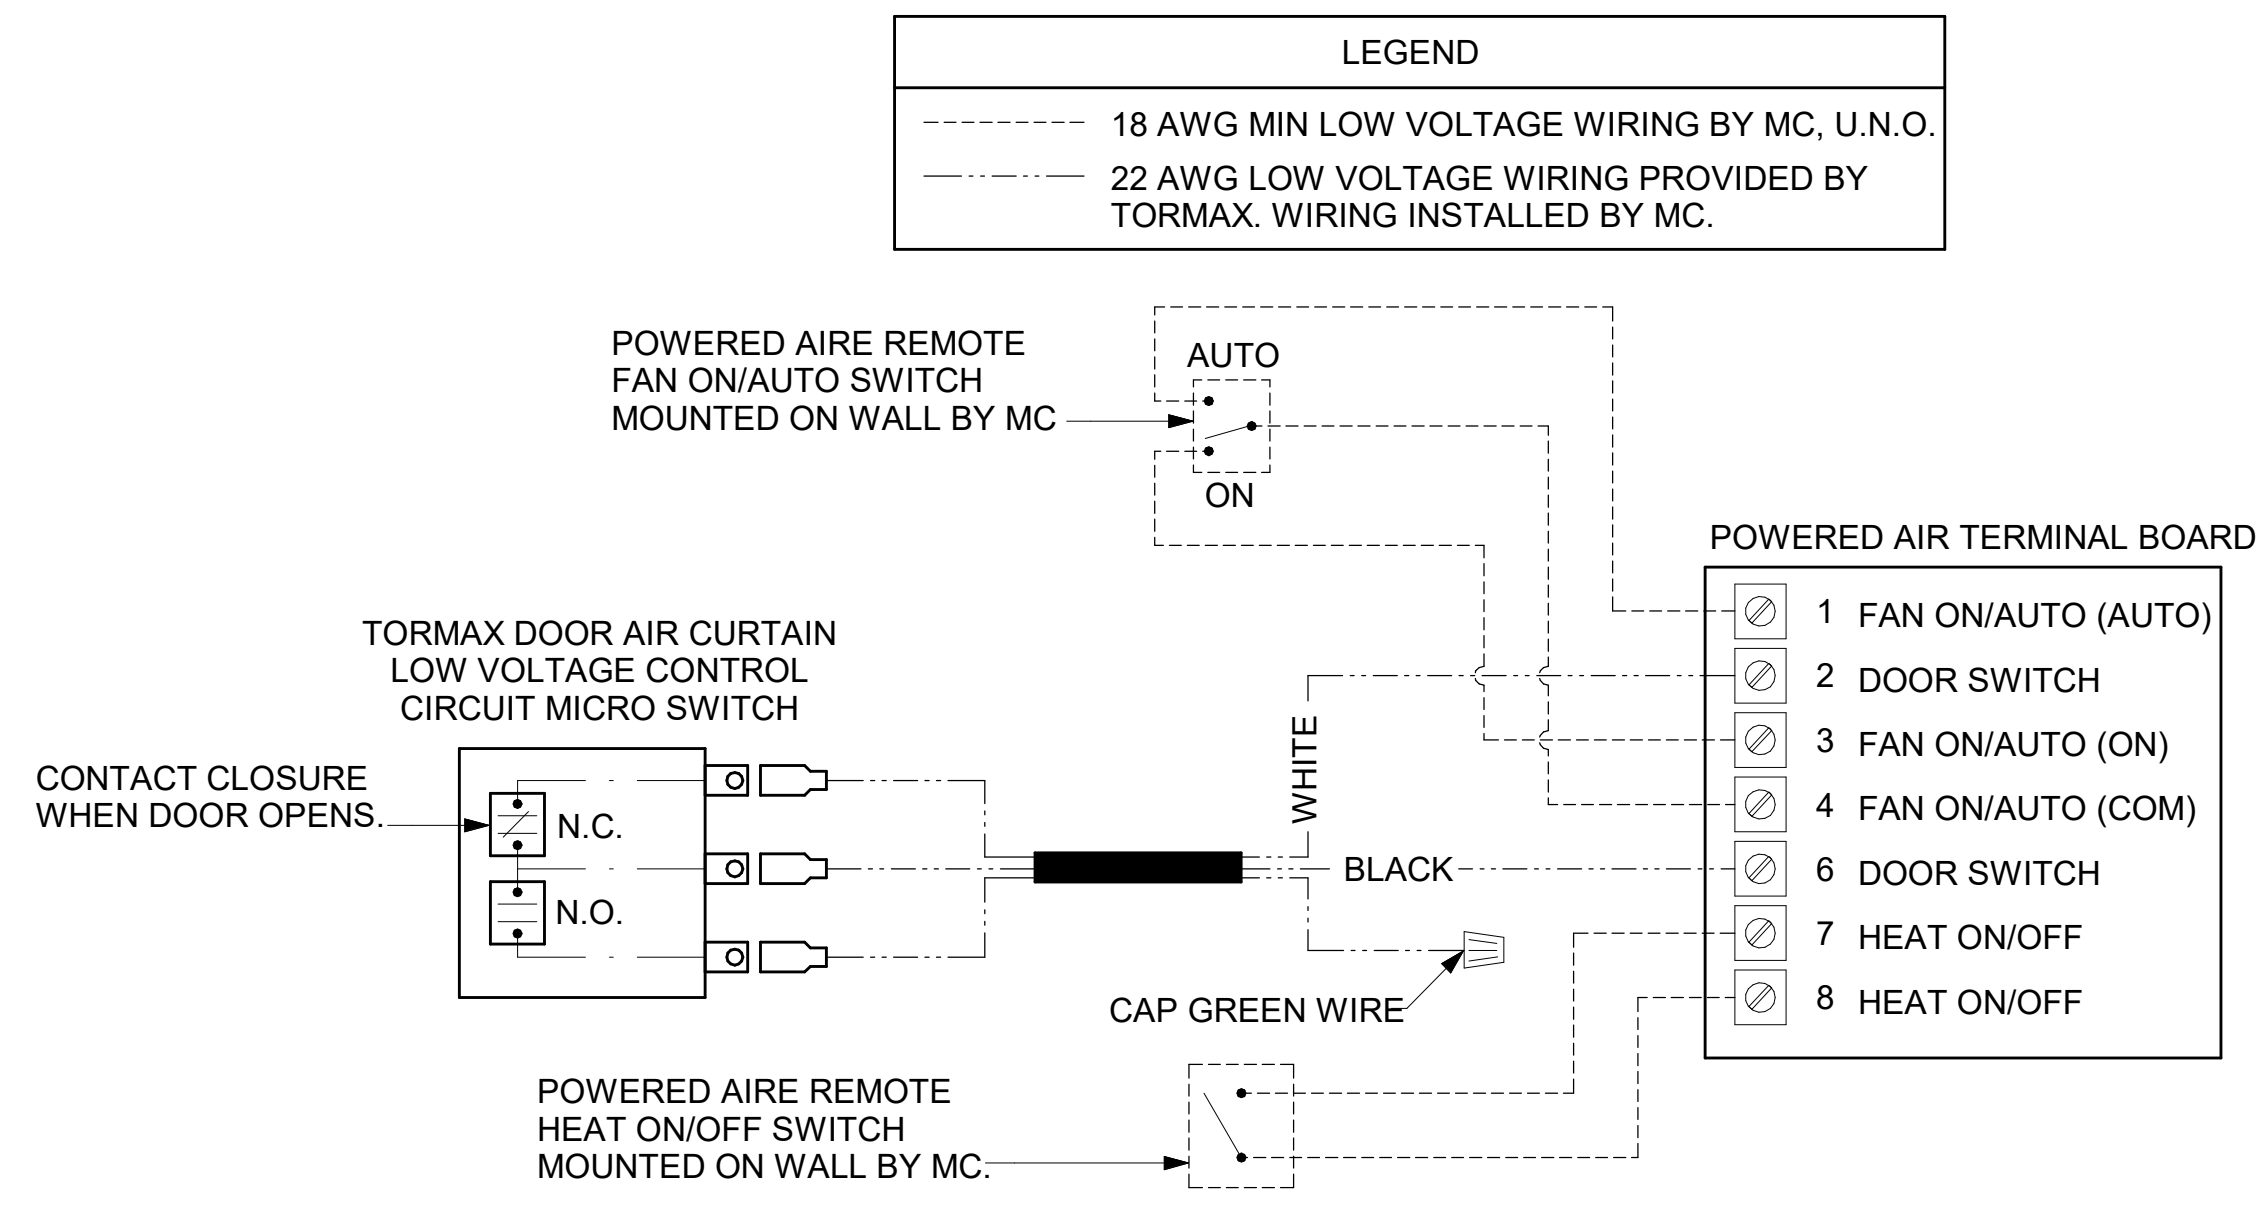 LEGEND
18 AWG MIN LOW VOLTAGE WIRING BY MC, U.N.O.
22 AWG LOW VOLTAGE WIRING PROVIDED BY
TORMAX. WIRING INSTALLED BY MC.
POWERED AIRE REMOTE
FAN ON/AUTO SWITCH
MOUNTED ON WALL BY MC
AUTO
ON
POWERED AIR TERMINAL BOARD
1 FAN ON/AUTO (AUTO)
2 DOOR SWITCH
3 FAN ON/AUTO (ON)
4 FAN ON/AUTO (COM)
6 DOOR SWITCH
7 HEAT ON/OFF
8 HEAT ON/OFF
TORMAX DOOR AIR CURTAIN
LOW VOLTAGE CONTROL
CIRCUIT MICRO SWITCH
CONTACT CLOSURE
WHEN DOOR OPENS.
N.C.
N.O.
WHITE
BLACK
CAP GREEN WIRE
POWERED AIRE REMOTE
HEAT ON/OFF SWITCH
MOUNTED ON WALL BY MC.